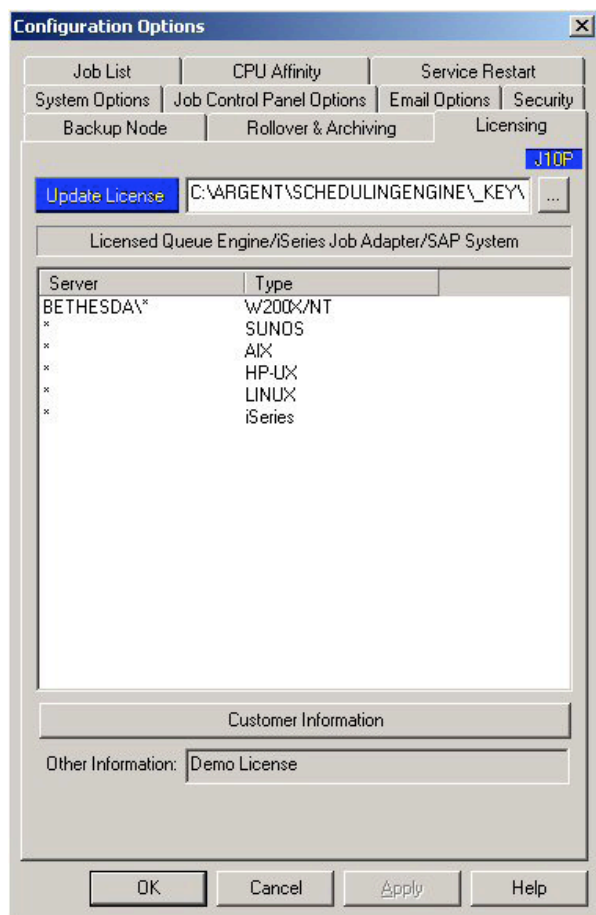 Configuration Options
Job List CPU Affinity Service Restart
System Options Job Control Panel Options Email Options Security
Backup Node Rollover & Archiving Licensing
J10P
Update License C:\ARGENT\SCHEDULINGENGINE\_KEY\ ...
Licensed Queue Engine/iSeries Job Adapter/SAP System
Server Type
BETHESDA\* W200X/NT
* SUNOS
* AIX
* HP-UX
* LINUX
* iSeries
Customer Information
Other Information: Demo License
OK Cancel Apply Help